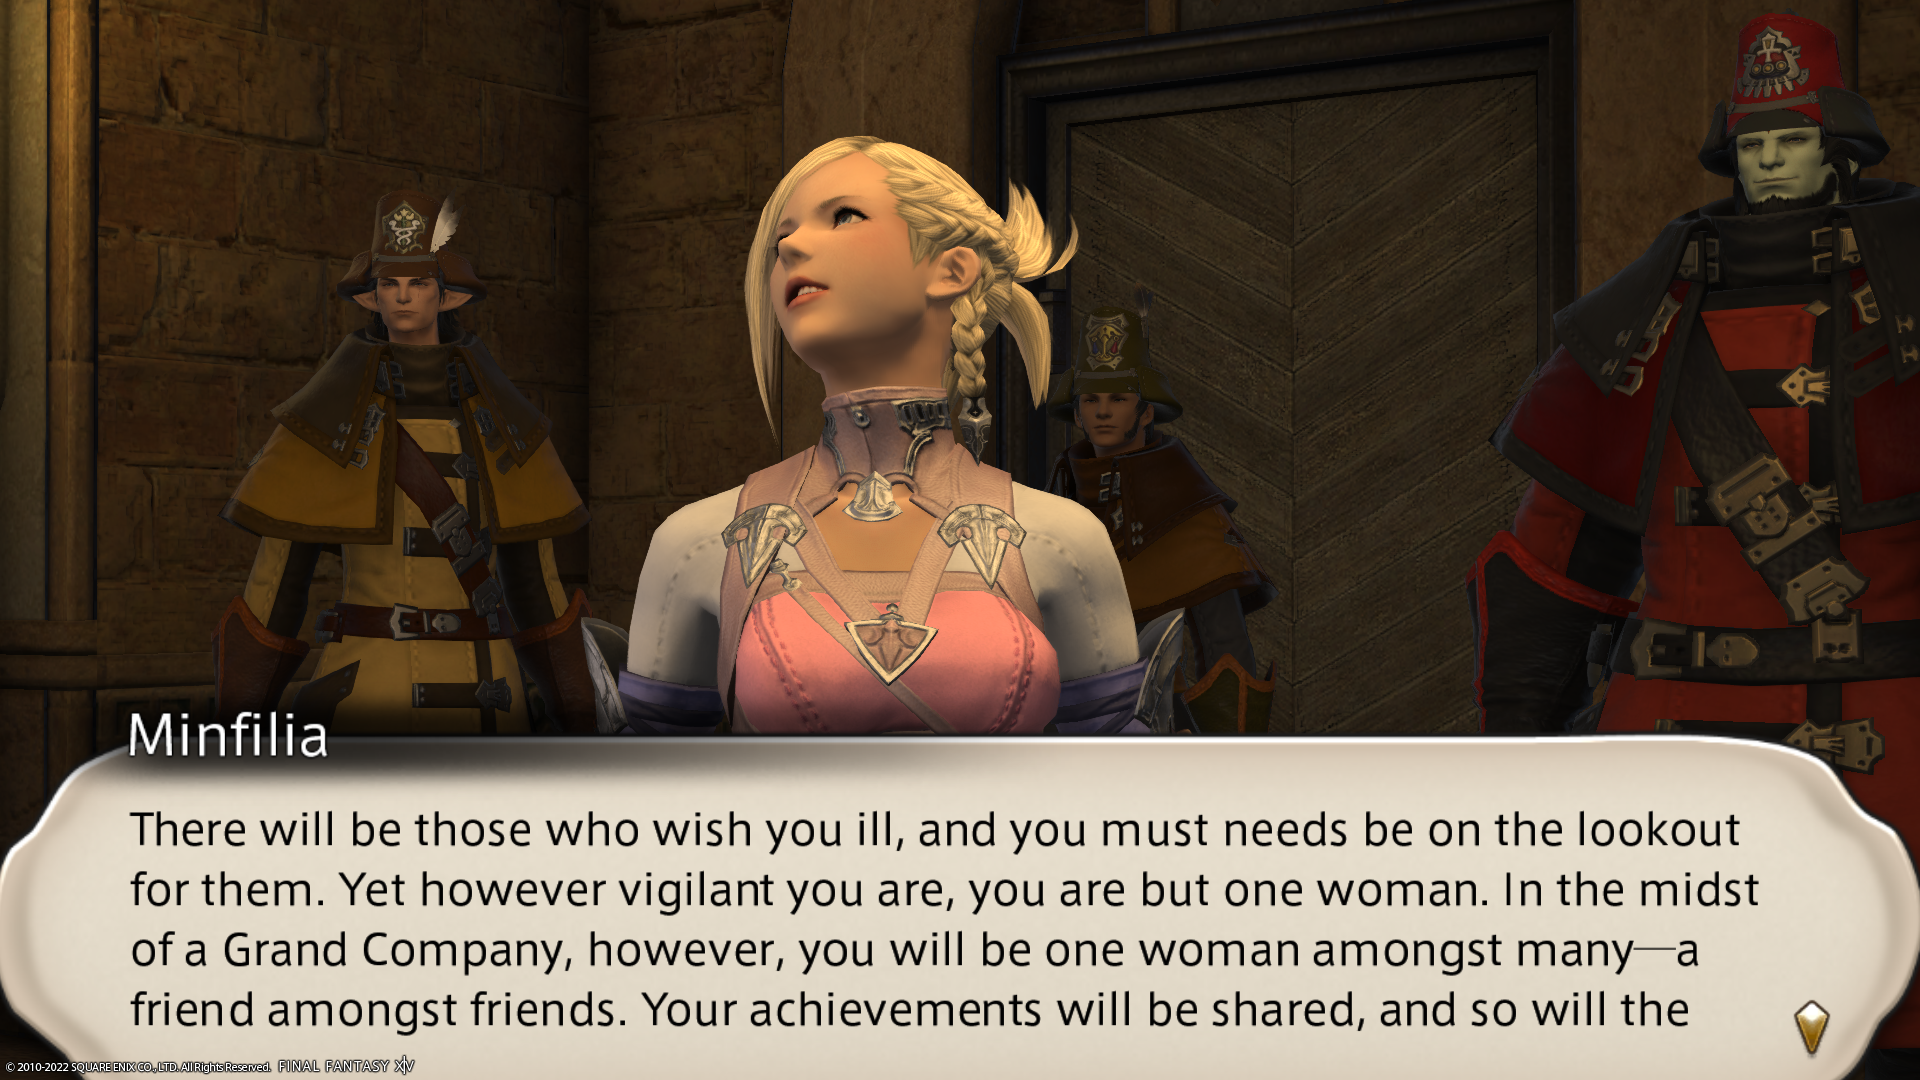 Minfilia
There will be those who wish you ill, and you must needs be on the lookout
for them. Yet however vigilant you are, you are but one woman. In the midst
of a Grand Company, however, you will be one woman amongst many—a
friend amongst friends. Your achievements will be shared, and so will the
© 2010-2022 SQUARE ENIX CO., LTD. All Rights Reserved. FINAL FANTASY XIV